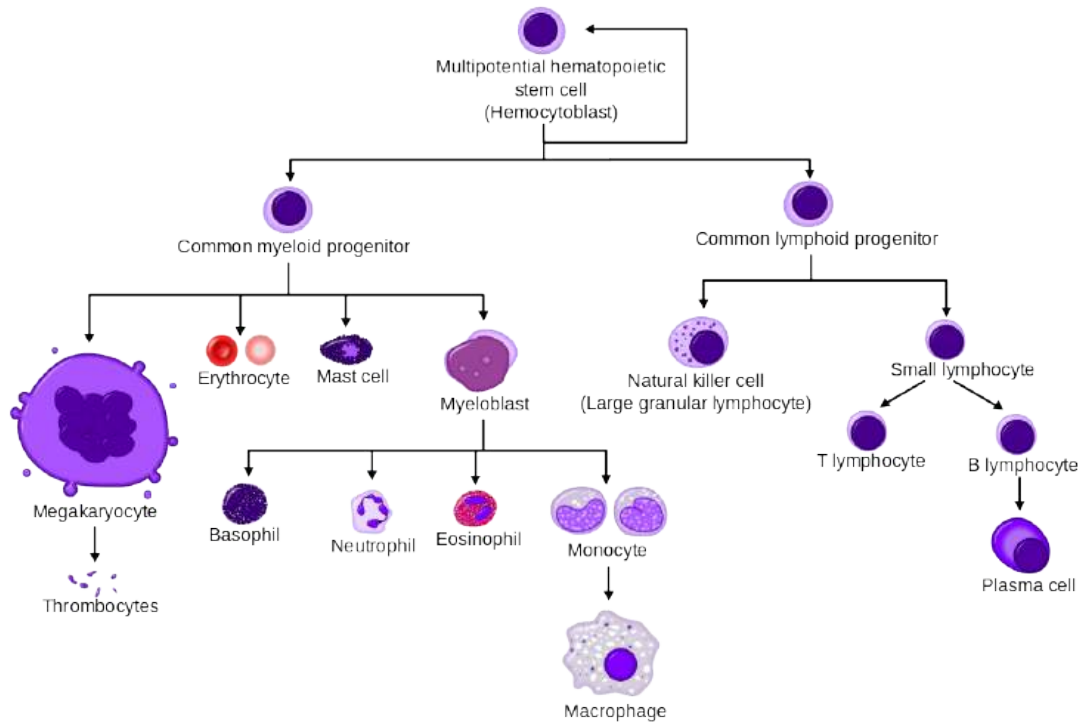 Multipotential hematopoietic
stem cell
(Hemocytoblast)
Common myeloid progenitor
Common lymphoid progenitor
Erythrocyte
Mast cell
Myeloblast
Natural killer cell
(Large granular lymphocyte)
Small lymphocyte
T lymphocyte
B lymphocyte
Megakaryocyte
Basophil
Neutrophil
Eosinophil
Monocyte
Plasma cell
Thrombocytes
Macrophage